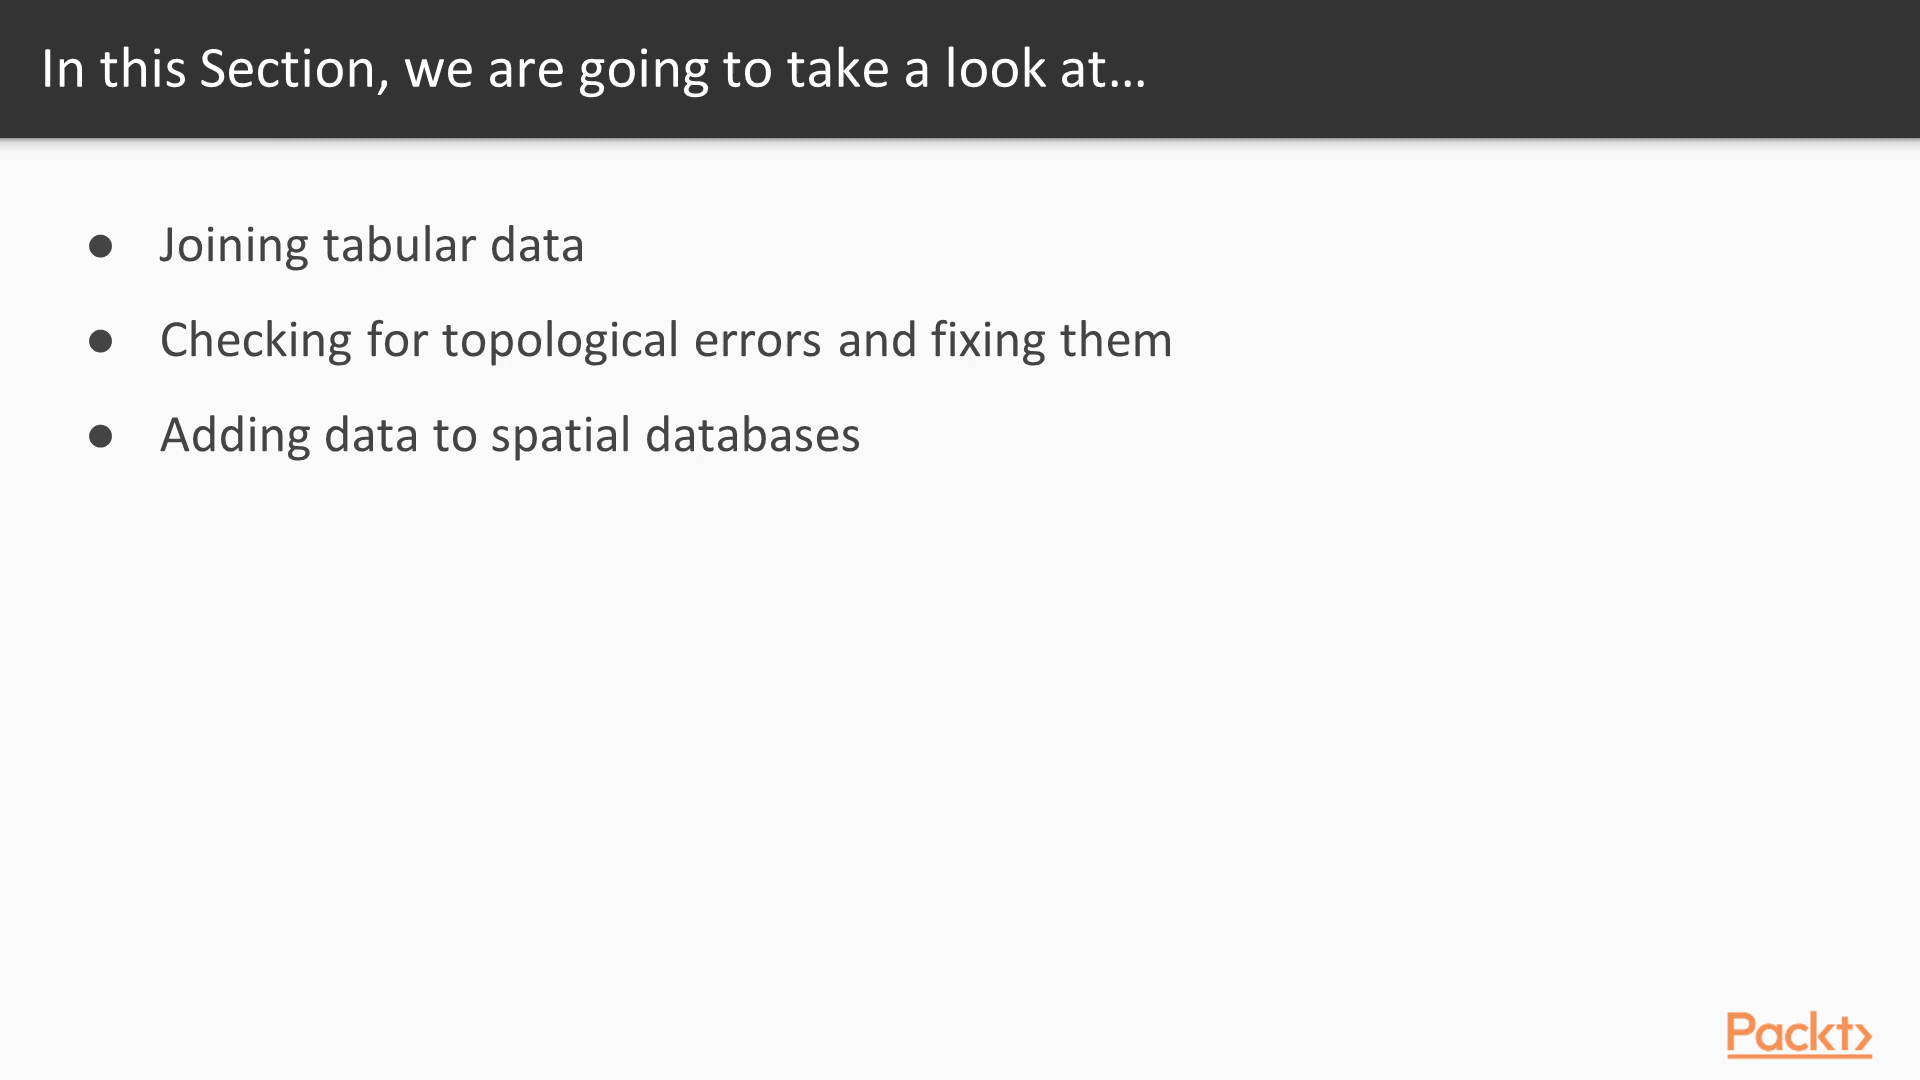 In this Section, we are going to take a look at…
● Joining tabular data
● Checking for topological errors and fixing them
● Adding data to spatial databases
Packt>